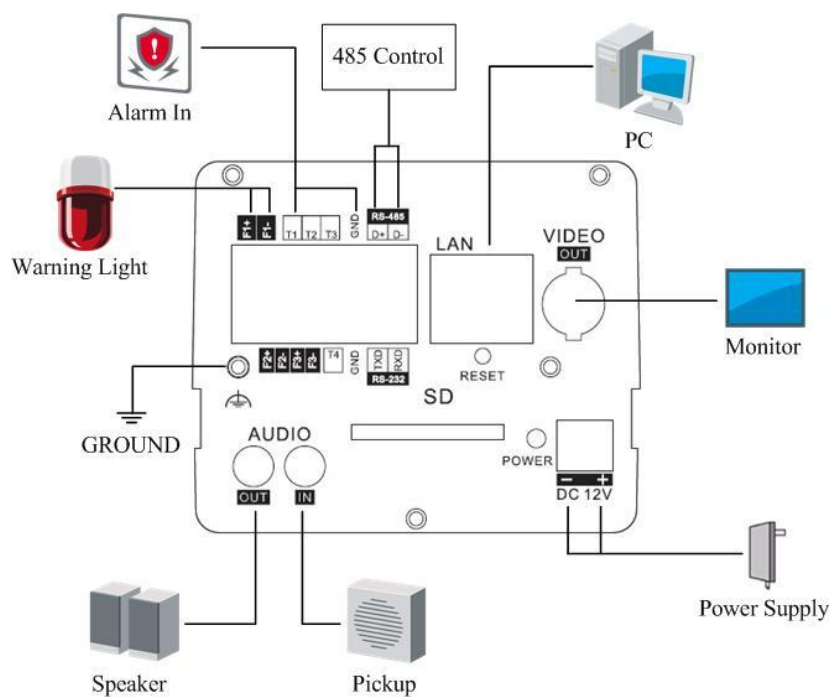 485 Control
Alarm In
PC
Warning Light
F1+ F1- T1 T2 T3 GND RS-485
D+ D-
LAN
VIDEO
OUT
Monitor
F2+ F2- F3+ F3- T4 GND TXD RXD
RS-232
RESET
SD
GROUND
AUDIO
OUT IN
POWER
- +
DC 12V
Power Supply
Speaker
Pickup